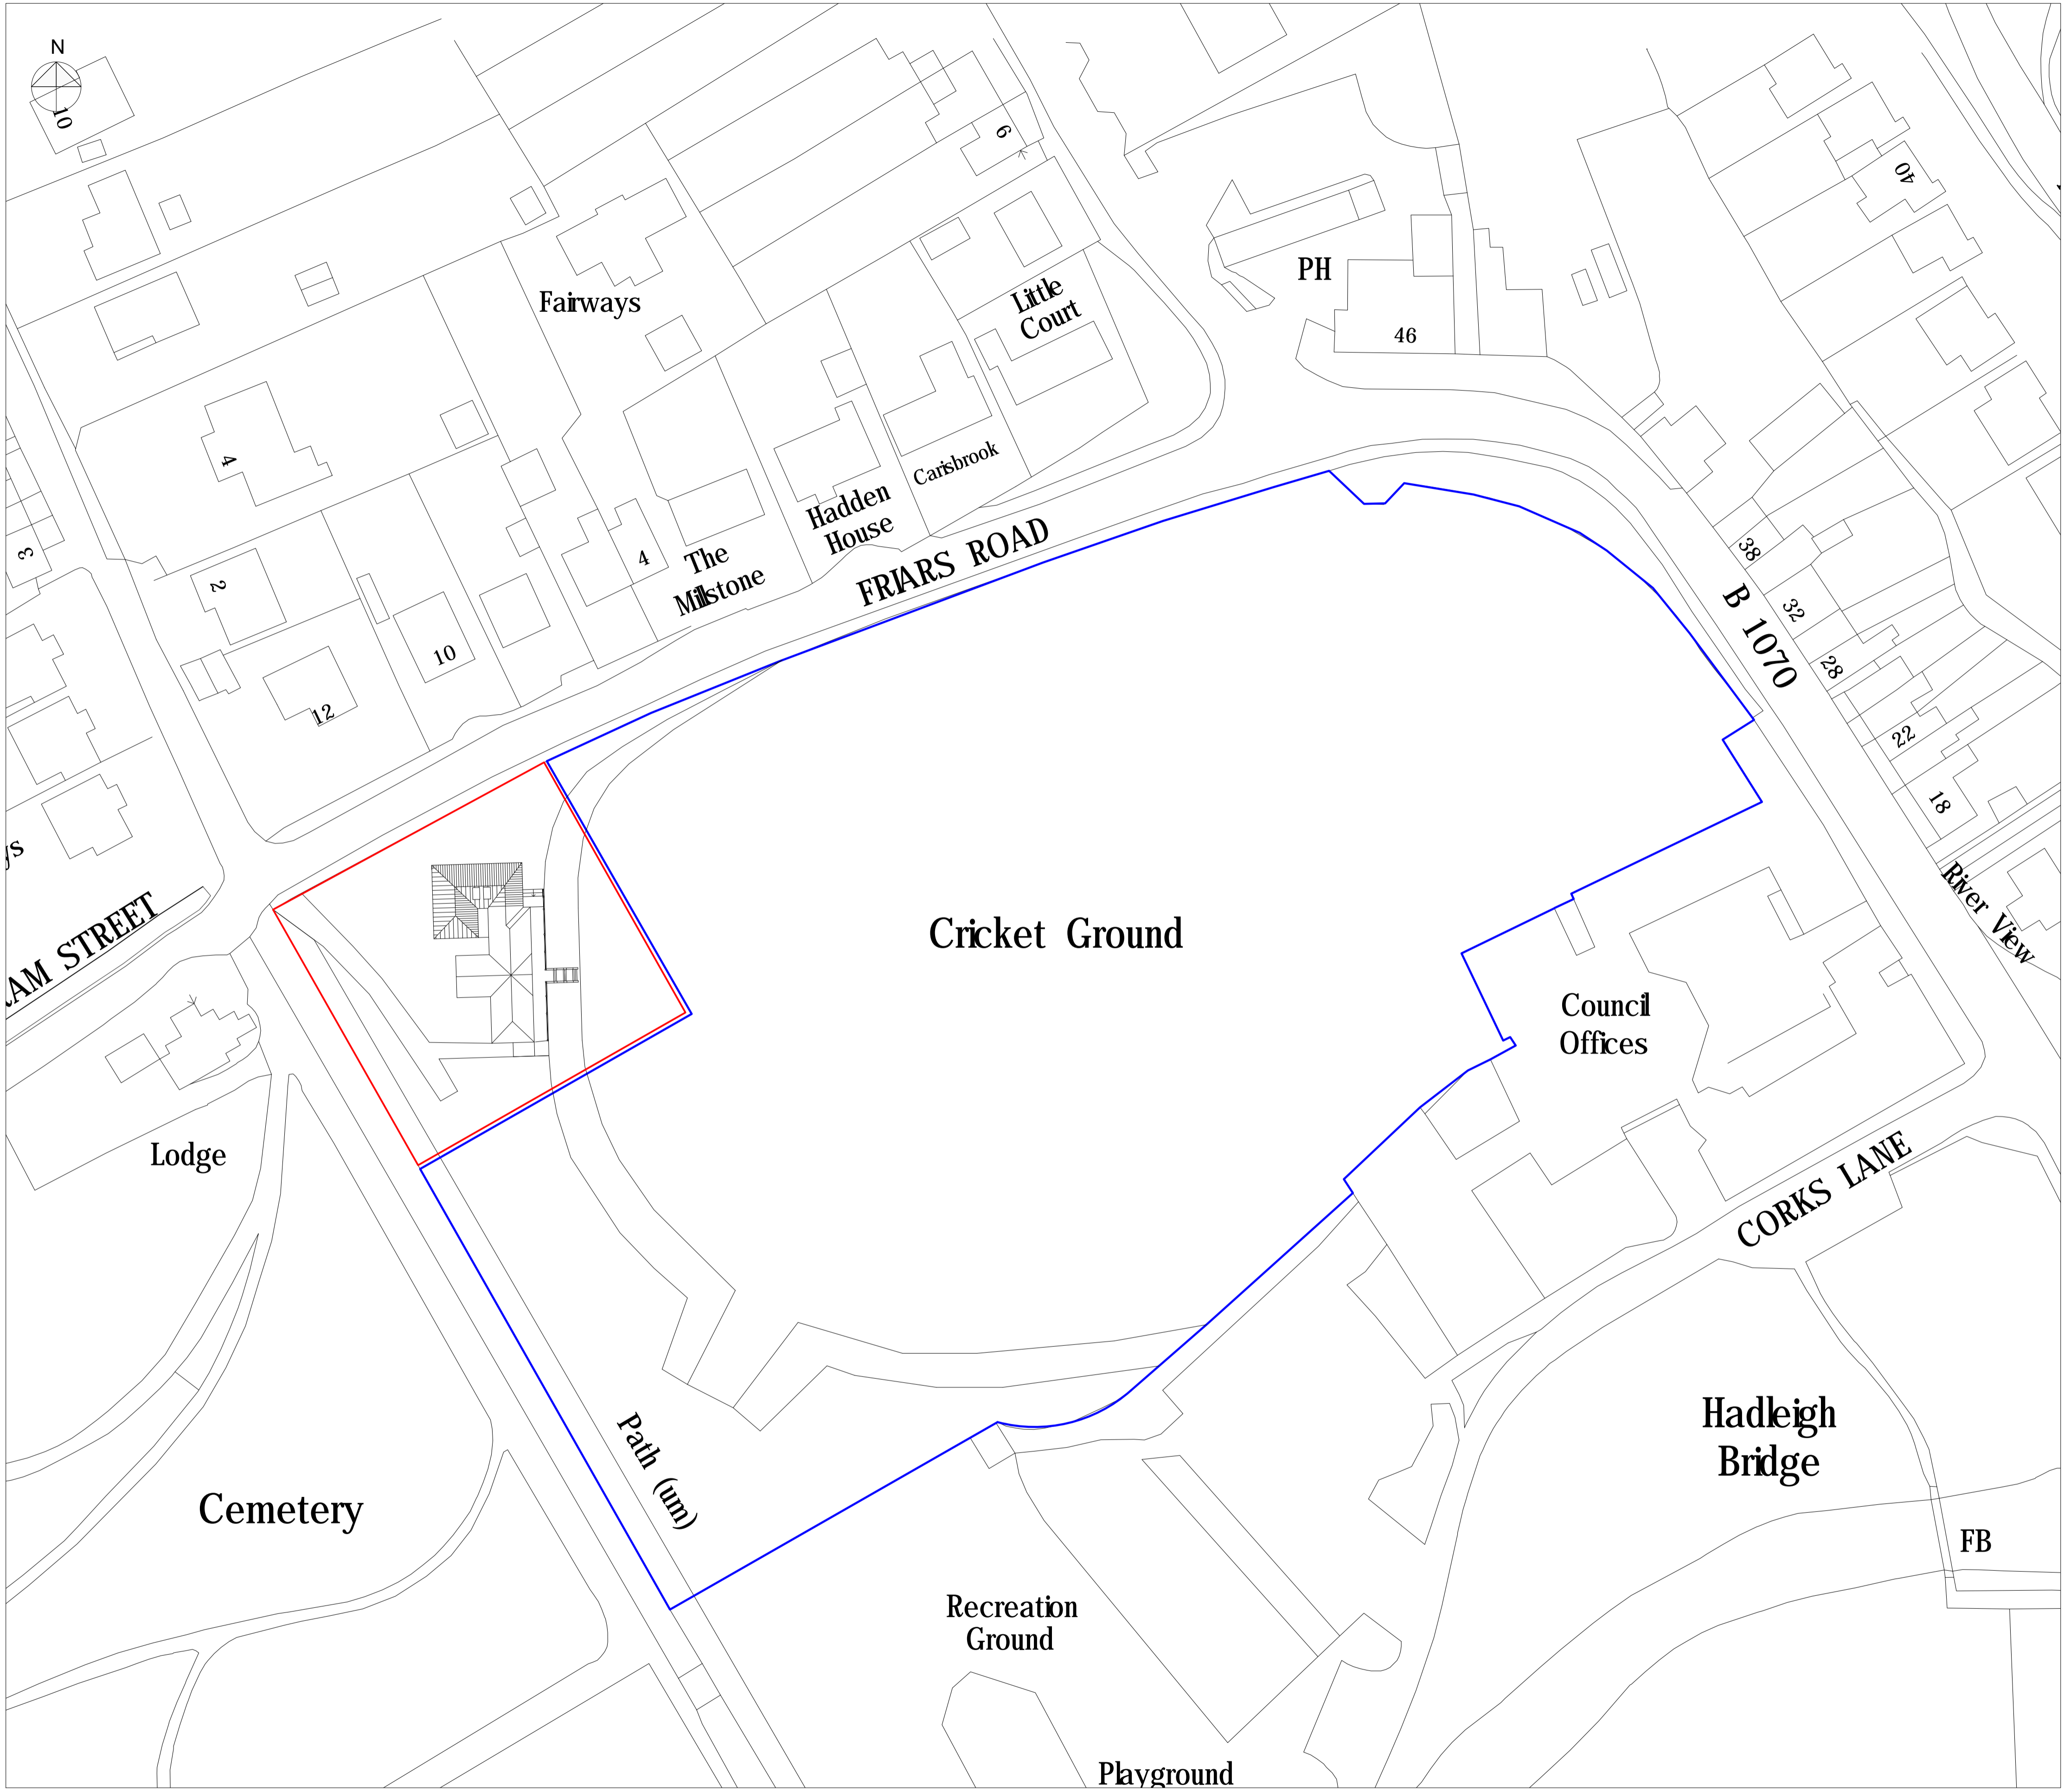 N
10
6
40
Fairways
PH
Little
Court
46
4
Carisbrook
Hadden
House
FRIARS ROAD
3
2
4
The
Millstone
38
B 1070
32
10
28
12
22
18
ys
RAM STREET
River View
Cricket Ground
Council
Offices
Lodge
CORKS LANE
Path (um)
Hadleigh
Bridge
Cemetery
FB
Recreation
Ground
Playground